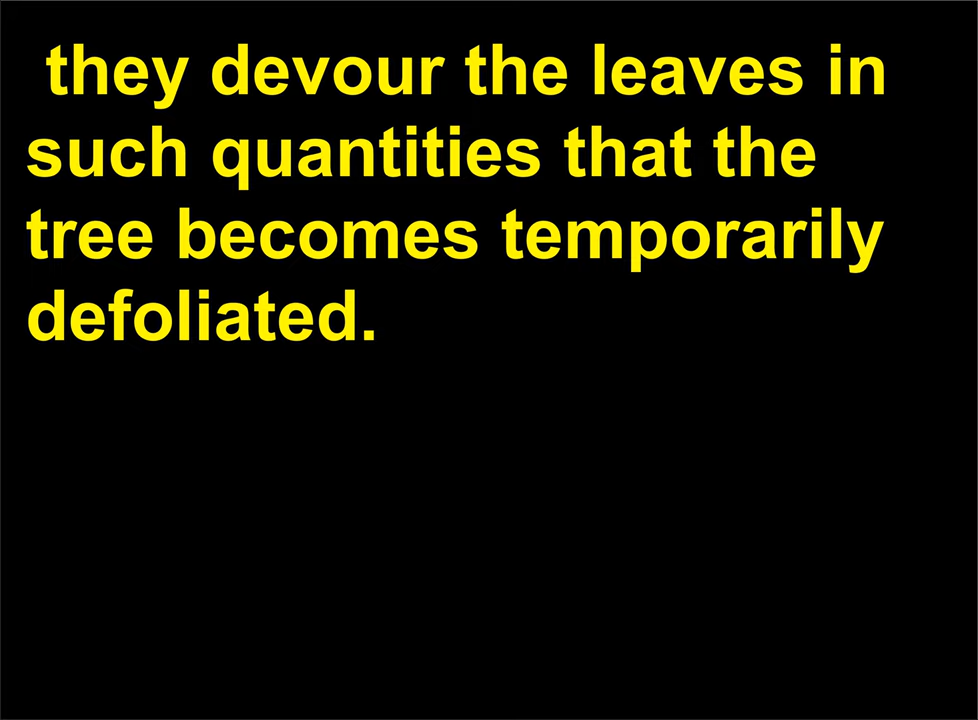 they devour the leaves in
such quantities that the
tree becomes temporarily
defoliated.